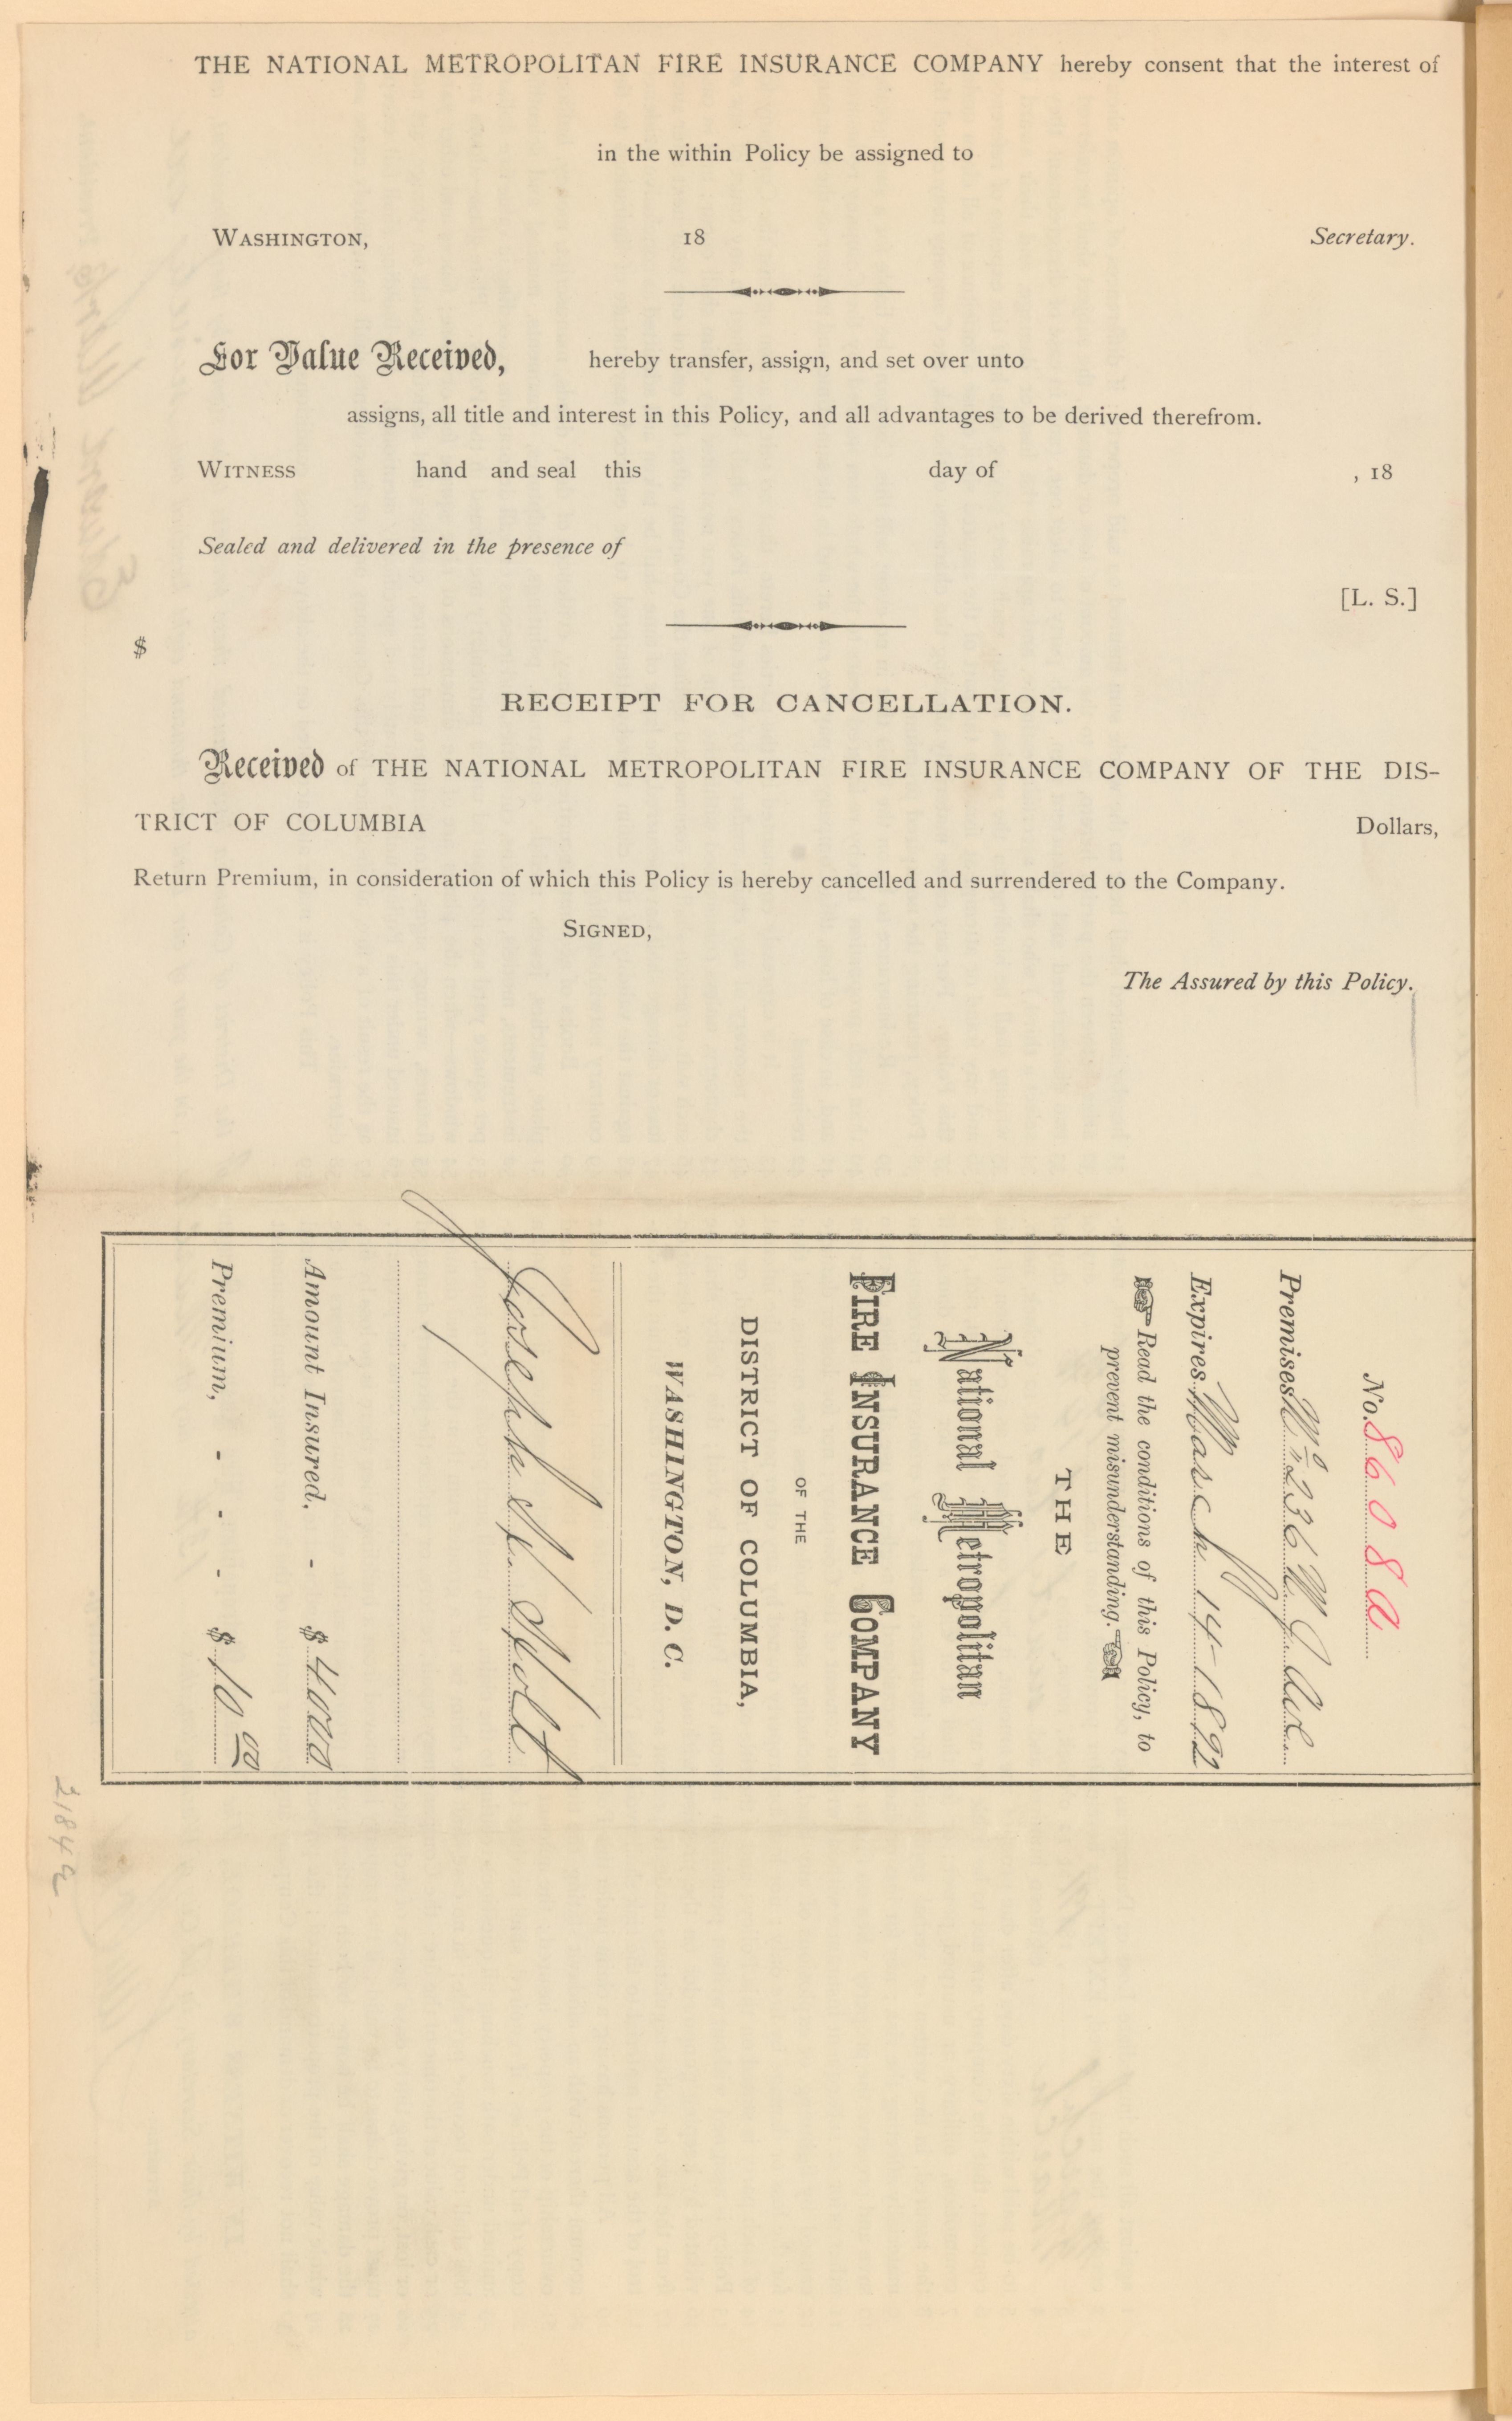 THE NATIONAL METROPOLITAN FIRE INSURANCE COMPANY hereby consent that the interest of
in the within Policy be assigned to
WASHINGTON, 18 Secretary.
For Value Received, hereby transfer, assign, and set over unto
assigns, all title and interest in this Policy, and all advantages to be derived therefrom.
WITNESS hand and seal this day of , 18
Sealed and delivered in the presence of
[L. S.]
$
RECEIPT FOR CANCELLATION.
Received of THE NATIONAL METROPOLITAN FIRE INSURANCE COMPANY OF THE DIS-
TRICT OF COLUMBIA Dollars,
Return Premium, in consideration of which this Policy is hereby cancelled and surrendered to the Company.
SIGNED,
The Assured by this Policy.
No. 8608 a
Premises No 236 N. J. Ave.
Expires March 14 1892
Read the conditions of this Policy, to
prevent misunderstanding.
THE
National Metropolitan
FIRE INSURANCE COMPANY
OF THE
DISTRICT OF COLUMBIA,
WASHINGTON, D. C.
Joseph H. Holt
Amount Insured, - $ 4000
Premium, - - - $ 10 00